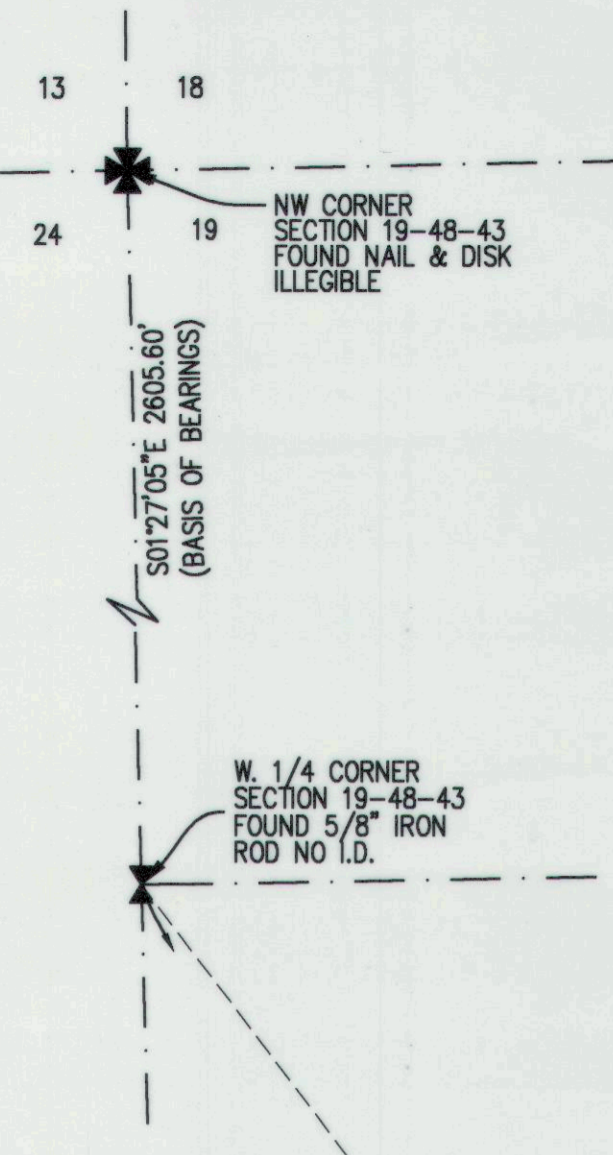 13
18
24
19
NW CORNER
SECTION 19-48-43
FOUND NAIL & DISK
ILLEGIBLE
S01°27'05"E 2605.60'
(BASIS OF BEARINGS)
W. 1/4 CORNER
SECTION 19-48-43
FOUND 5/8" IRON
ROD NO I.D.